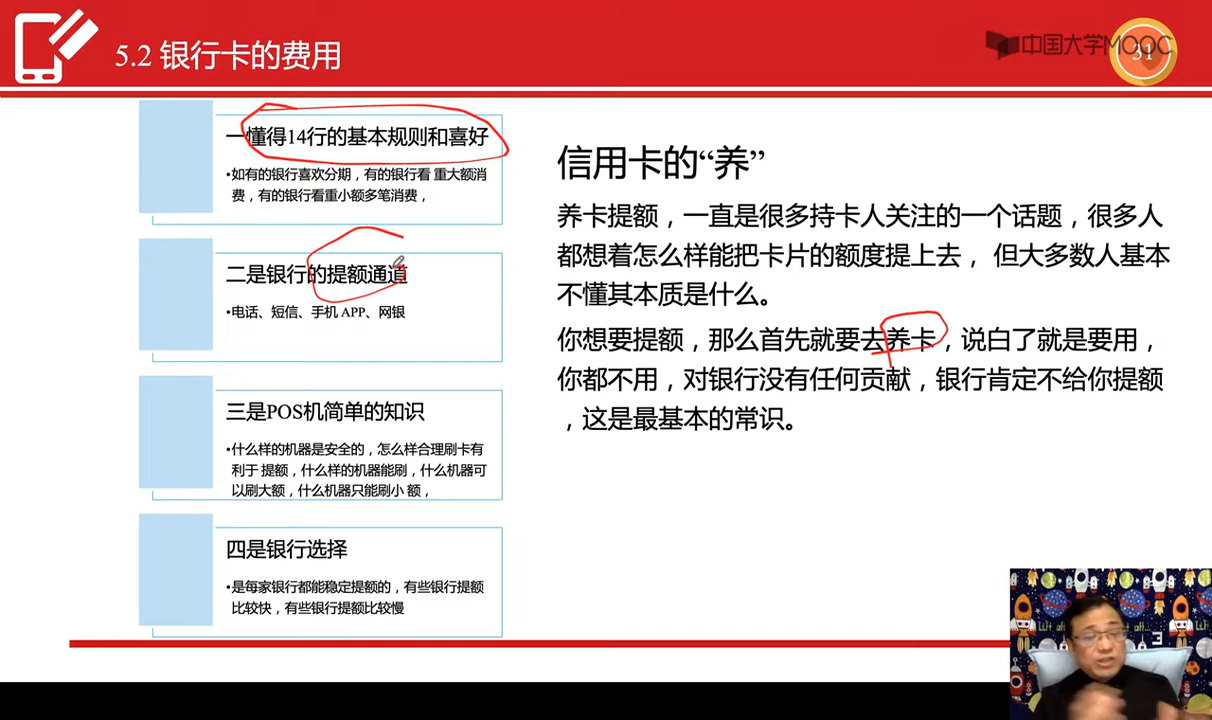 5.2 银行卡的费用
中国大学MOOC
31
一懂得14行的基本规则和喜好
•如有的银行喜欢分期，有的银行看 重大额消
费，有的银行看重小额多笔消费，
二是银行的提额通道
•电话、短信、手机 APP、网银
三是POS机简单的知识
•什么样的机器是安全的，怎么样合理刷卡有
利于 提额，什么样的机器能刷，什么机器可
以刷大额，什么机器只能刷小 额，
四是银行选择
•是每家银行都能稳定提额的，有些银行提额
比较快，有些银行提额比较慢
信用卡的“养”
养卡提额，一直是很多持卡人关注的一个话题，很多人
都想着怎么样能把卡片的额度提上去， 但大多数人基本
不懂其本质是什么。
你想要提额，那么首先就要去养卡，说白了就是要用，
你都不用，对银行没有任何贡献，银行肯定不给你提额
，这是最基本的常识。